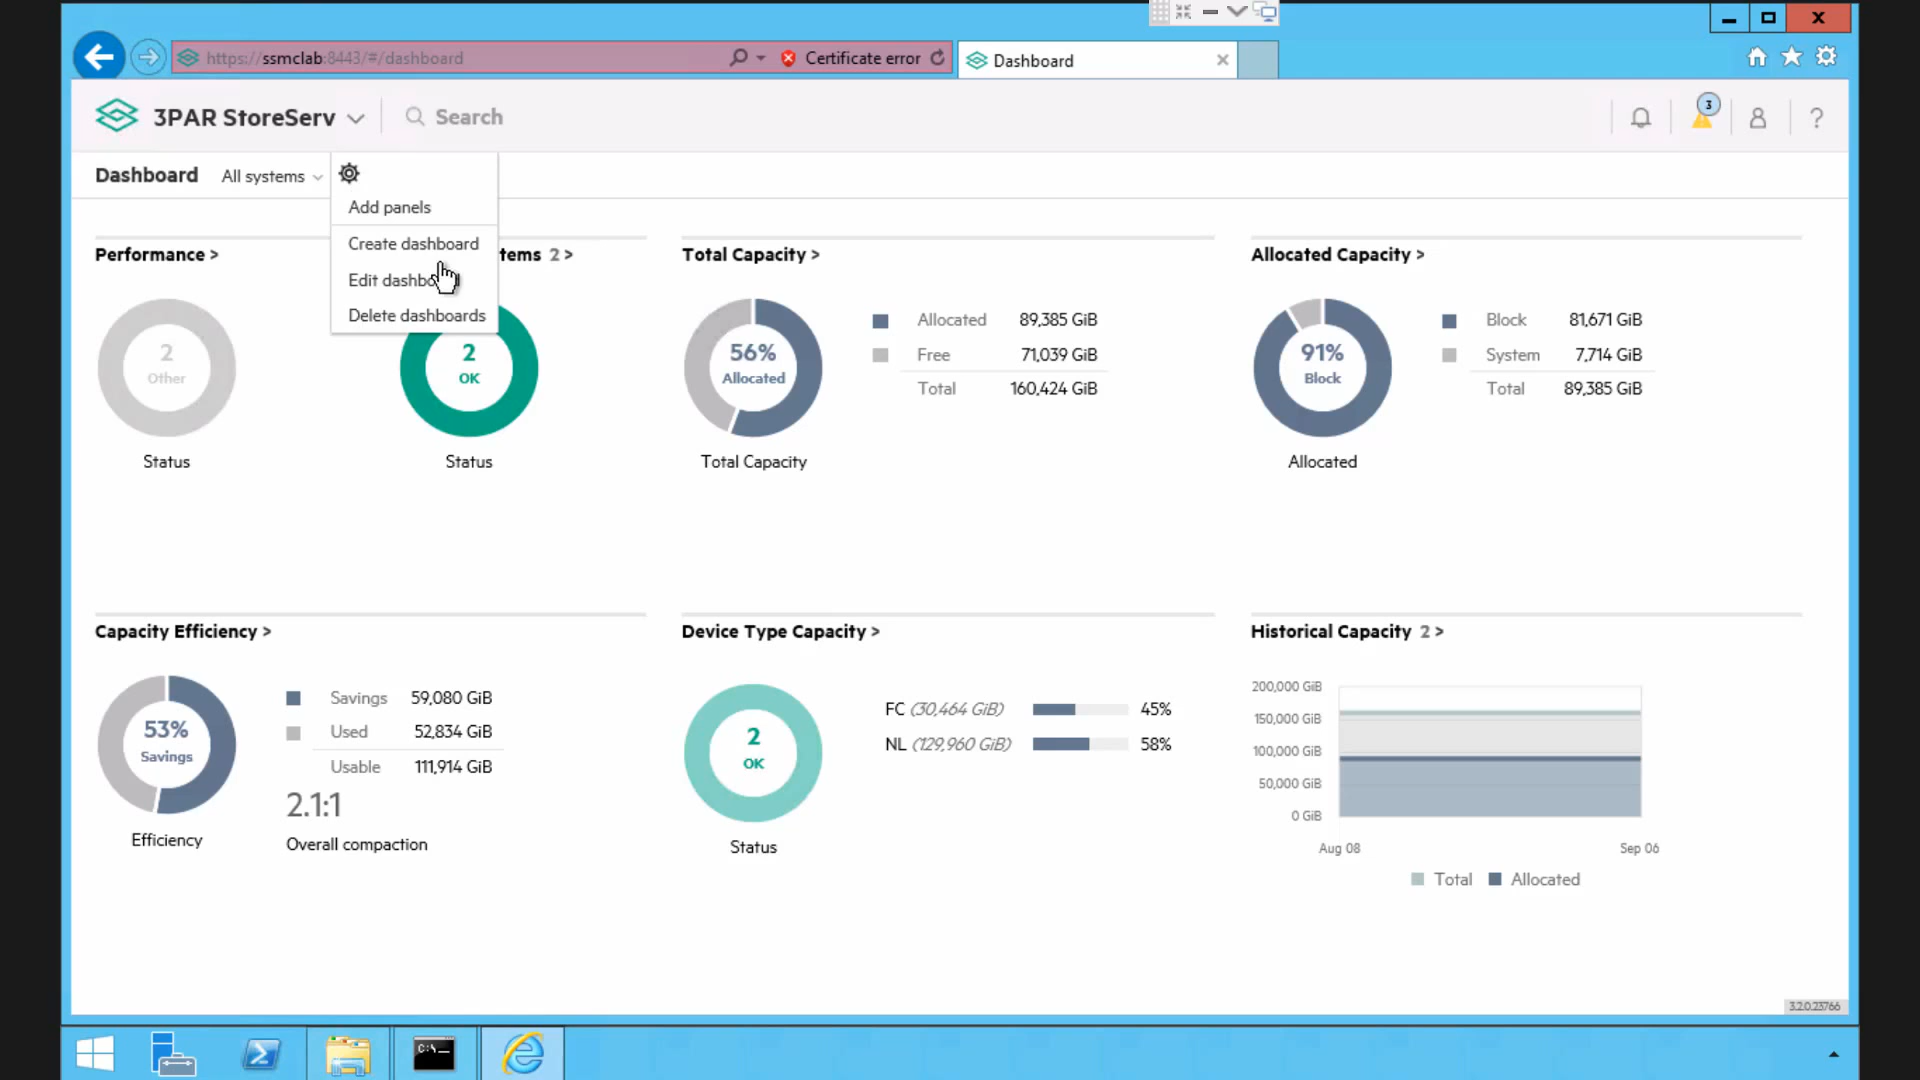 https://ssmclab:8443/#/dashboard
Certificate error
Dashboard
3PAR StoreServ
Search
3
?
Dashboard
All systems
Add panels
Create dashboard
Delete dashboards
Performance >
2 >
Total Capacity >
Allocated Capacity >
2
Other
Status
2
OK
Status
56%
Allocated
Total Capacity
Allocated 89,385 GiB
Free 71,039 GiB
Total 160,424 GiB
91%
Block
Allocated
Block 81,671 GiB
System 7,714 GiB
Total 89,385 GiB
Capacity Efficiency >
Device Type Capacity >
Historical Capacity 2 >
53%
Savings
Efficiency
Savings 59,080 GiB
Used 52,834 GiB
Usable 111,914 GiB
2.1:1
Overall compaction
2
OK
Status
FC (30,464 GiB) 45%
NL (129,960 GiB) 58%
200,000 GiB
150,000 GiB
100,000 GiB
50,000 GiB
0 GiB
Aug 08 Sep 06
Total Allocated
3.2.0.23766
C:\_